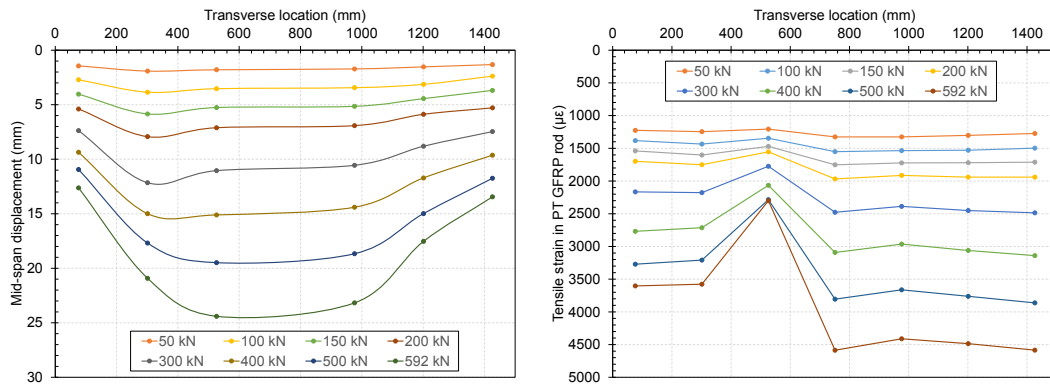 Transverse location (mm)
0 200 400 600 800 1000 1200 1400
0
5
10
15
20
25
30
Mid-span displacement (mm)
50 kN 100 kN 150 kN 200 kN
300 kN 400 kN 500 kN 592 kN
Transverse location (mm)
0 200 400 600 800 1000 1200 1400
0
500
1000
1500
2000
2500
3000
3500
4000
4500
5000
Tensile strain in PT GFRP rod (με)
50 kN 100 kN 150 kN 200 kN
300 kN 400 kN 500 kN 592 kN